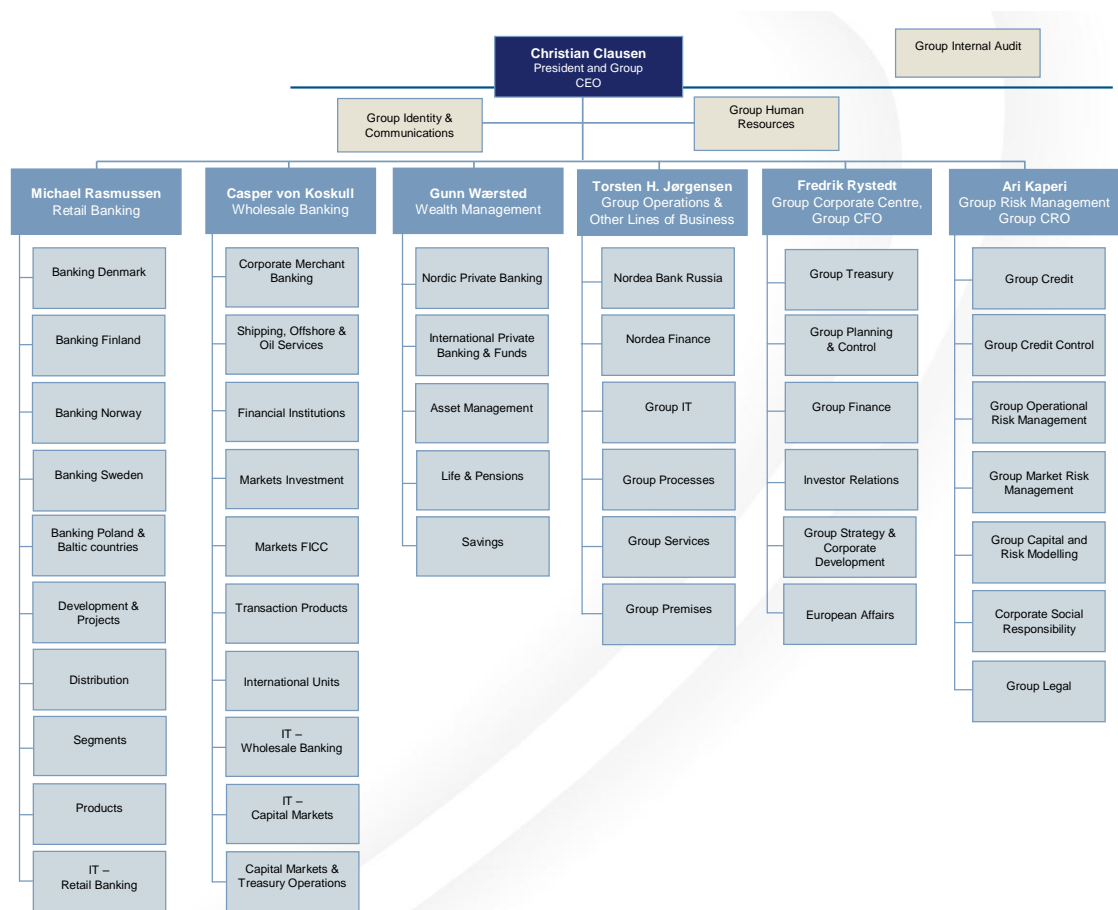 Christian Clausen
President and Group
CEO
Group Internal Audit
Group Identity &
Communications
Group Human
Resources
Michael Rasmussen
Retail Banking
Banking Denmark
Banking Finland
Banking Norway
Banking Sweden
Banking Poland &
Baltic countries
Development &
Projects
Distribution
Segments
Products
IT –
Retail Banking
Casper von Koskull
Wholesale Banking
Corporate Merchant
Banking
Shipping, Offshore &
Oil Services
Financial Institutions
Markets Investment
Markets FICC
Transaction Products
International Units
IT –
Wholesale Banking
IT –
Capital Markets
Capital Markets &
Treasury Operations
Gunn Wærsted
Wealth Management
Nordic Private Banking
International Private
Banking & Funds
Asset Management
Life & Pensions
Savings
Torsten H. Jørgensen
Group Operations &
Other Lines of Business
Nordea Bank Russia
Nordea Finance
Group IT
Group Processes
Group Services
Group Premises
Fredrik Rystedt
Group Corporate Centre,
Group CFO
Group Treasury
Group Planning
& Control
Group Finance
Investor Relations
Group Strategy &
Corporate
Development
European Affairs
Ari Kaperi
Group Risk Management
Group CRO
Group Credit
Group Credit Control
Group Operational
Risk Management
Group Market Risk
Management
Group Capital and
Risk Modelling
Corporate Social
Responsibility
Group Legal